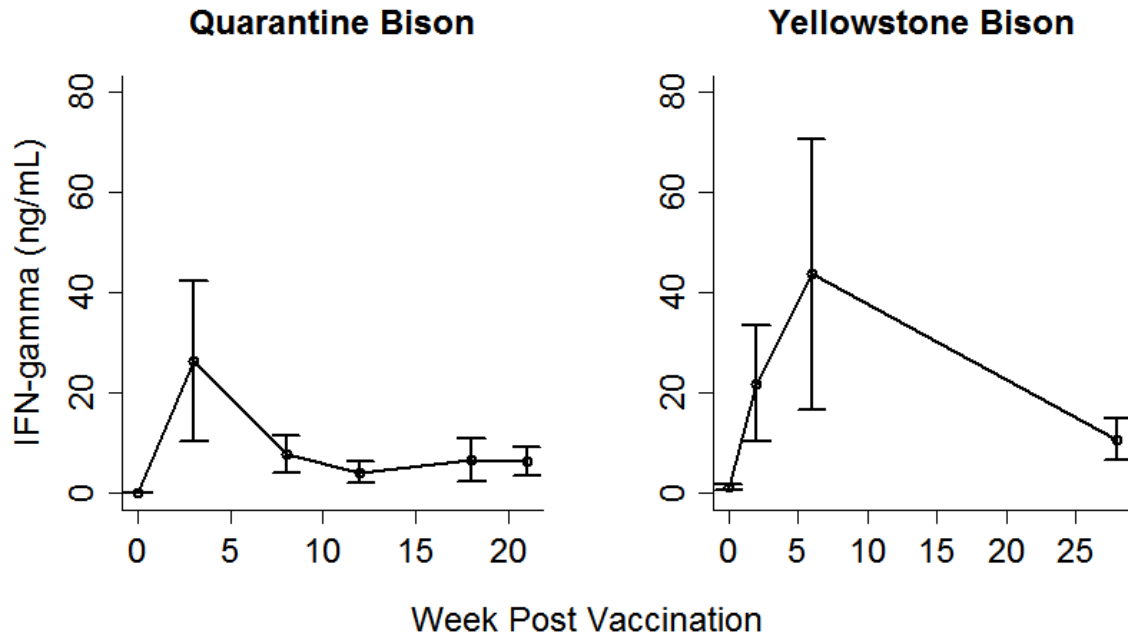 Quarantine Bison
Yellowstone Bison
IFN-gamma (ng/mL)
80
60
40
20
0
0 5 10 15 20
80
60
40
20
0
0 5 10 15 20 25
Week Post Vaccination